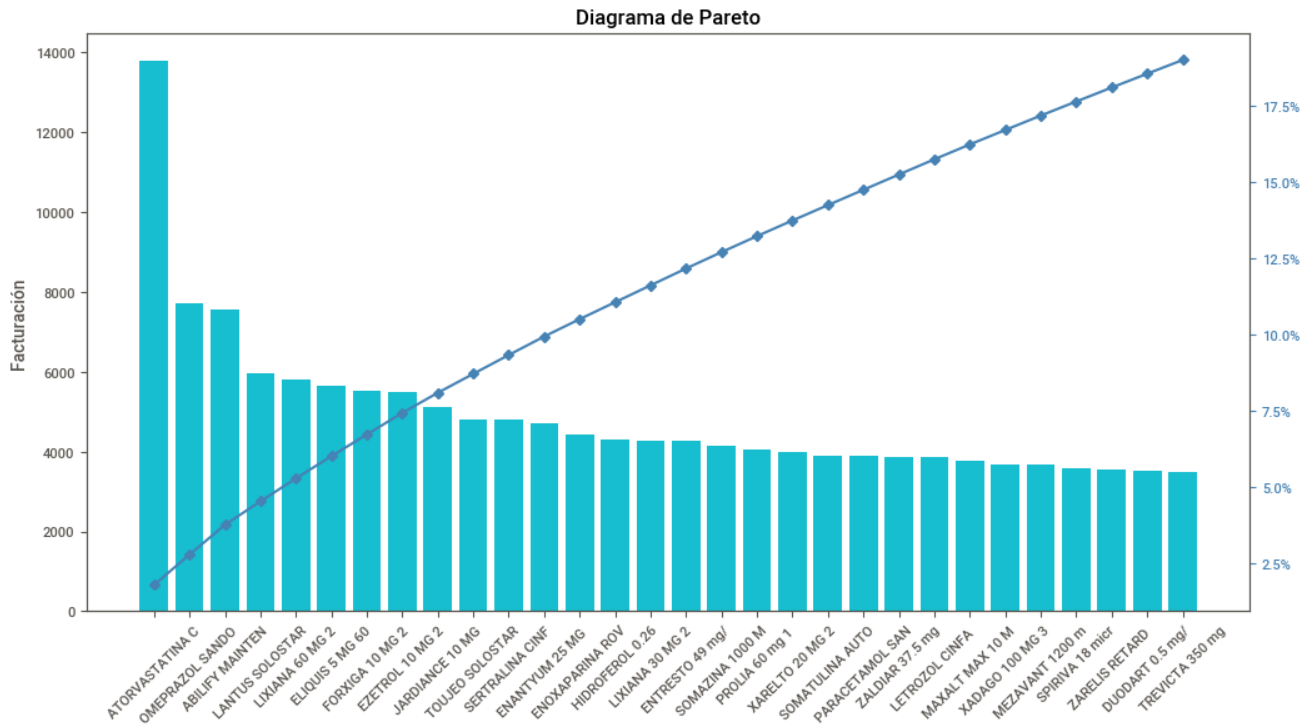 Diagrama de Pareto
14000
12000
10000
8000
6000
4000
2000
0
Facturación
17.5%
15.0%
12.5%
10.0%
7.5%
5.0%
2.5%
ATORVASTATINA C
OMEPRAZOL SANDO
ABILIFY MAINTEN
LANTUS SOLOSTAR
LIXIANA 60 MG 2
ELIQUIS 5 MG 60
FORXIGA 10 MG 2
EZETROL 10 MG 2
JARDIANCE 10 MG
TOUJEO SOLOSTAR
SERTRALINA CINF
ENANTYUM 25 MG
ENOXAPARINA ROV
HIDROFEROL 0.26
LIXIANA 30 MG 2
ENTRESTO 49 mg/
SOMAZINA 1000 M
PROLIA 60 mg 1
XARELTO 20 MG 2
SOMATULINA AUTO
PARACETAMOL SAN
ZALDIAR 37.5 mg
LETROZOL CINFA
MAXALT MAX 10 M
XADAGO 100 MG 3
MEZAVANT 1200 m
SPIRIVA 18 micr
ZARELIS RETARD
DUODART 0.5 mg/
TREVICTA 350 mg